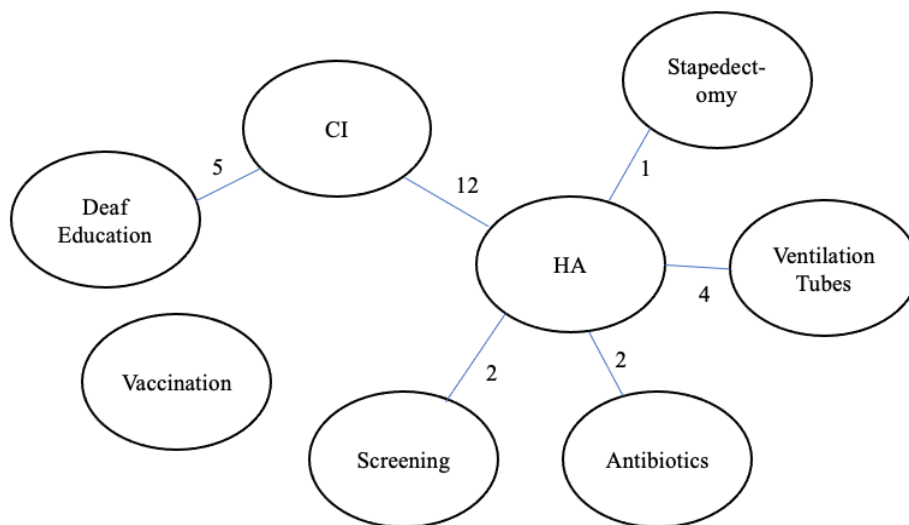 Stapedect-
omy
CI
5
12
1
Deaf
Education
HA
Ventilation
Tubes
4
2
2
Vaccination
Screening
Antibiotics